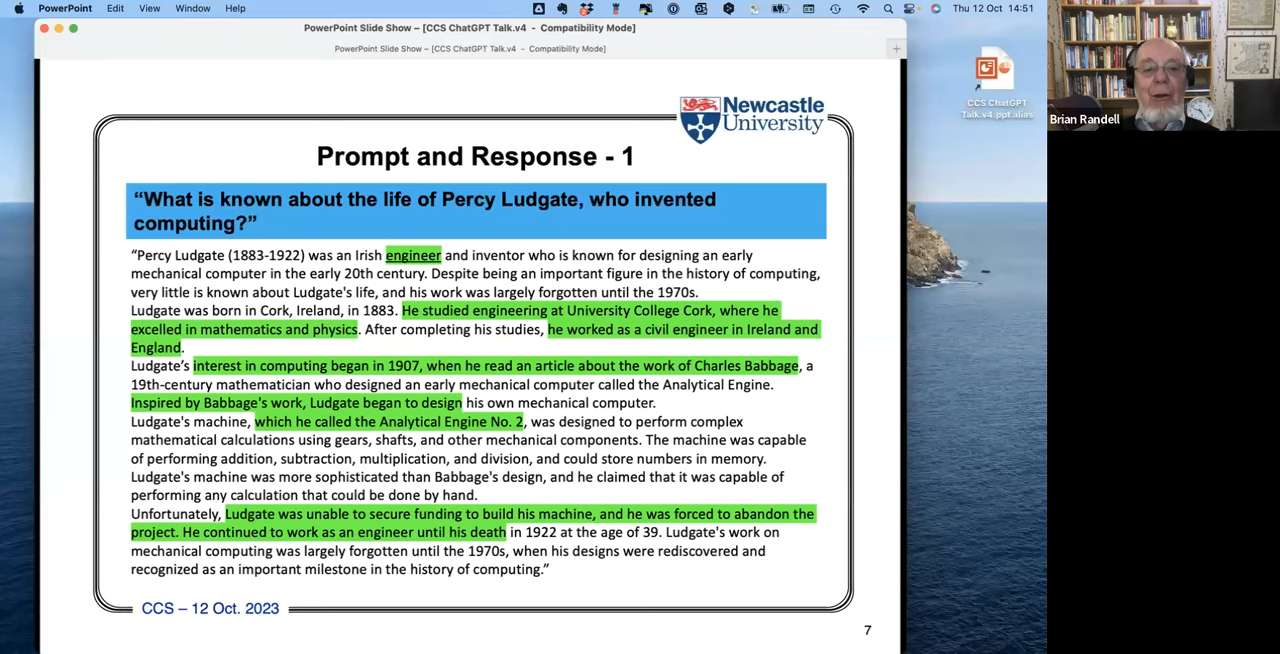 PowerPoint Edit View Window Help Thu 12 Oct 14:51
PowerPoint Slide Show – [CCS ChatGPT Talk.v4 - Compatibility Mode]
PowerPoint Slide Show – [CCS ChatGPT Talk.v4 - Compatibility Mode]
CCS ChatGPT
Talk.v4.ppt alias
Brian Randell
Newcastle
University
Prompt and Response - 1
“What is known about the life of Percy Ludgate, who invented
computing?”
“Percy Ludgate (1883-1922) was an Irish engineer and inventor who is known for designing an early
mechanical computer in the early 20th century. Despite being an important figure in the history of computing,
very little is known about Ludgate's life, and his work was largely forgotten until the 1970s.
Ludgate was born in Cork, Ireland, in 1883. He studied engineering at University College Cork, where he
excelled in mathematics and physics. After completing his studies, he worked as a civil engineer in Ireland and
England.
Ludgate’s interest in computing began in 1907, when he read an article about the work of Charles Babbage, a
19th-century mathematician who designed an early mechanical computer called the Analytical Engine.
Inspired by Babbage's work, Ludgate began to design his own mechanical computer.
Ludgate's machine, which he called the Analytical Engine No. 2, was designed to perform complex
mathematical calculations using gears, shafts, and other mechanical components. The machine was capable
of performing addition, subtraction, multiplication, and division, and could store numbers in memory.
Ludgate's machine was more sophisticated than Babbage's design, and he claimed that it was capable of
performing any calculation that could be done by hand.
Unfortunately, Ludgate was unable to secure funding to build his machine, and he was forced to abandon the
project. He continued to work as an engineer until his death in 1922 at the age of 39. Ludgate's work on
mechanical computing was largely forgotten until the 1970s, when his designs were rediscovered and
recognized as an important milestone in the history of computing.”
CCS – 12 Oct. 2023
7